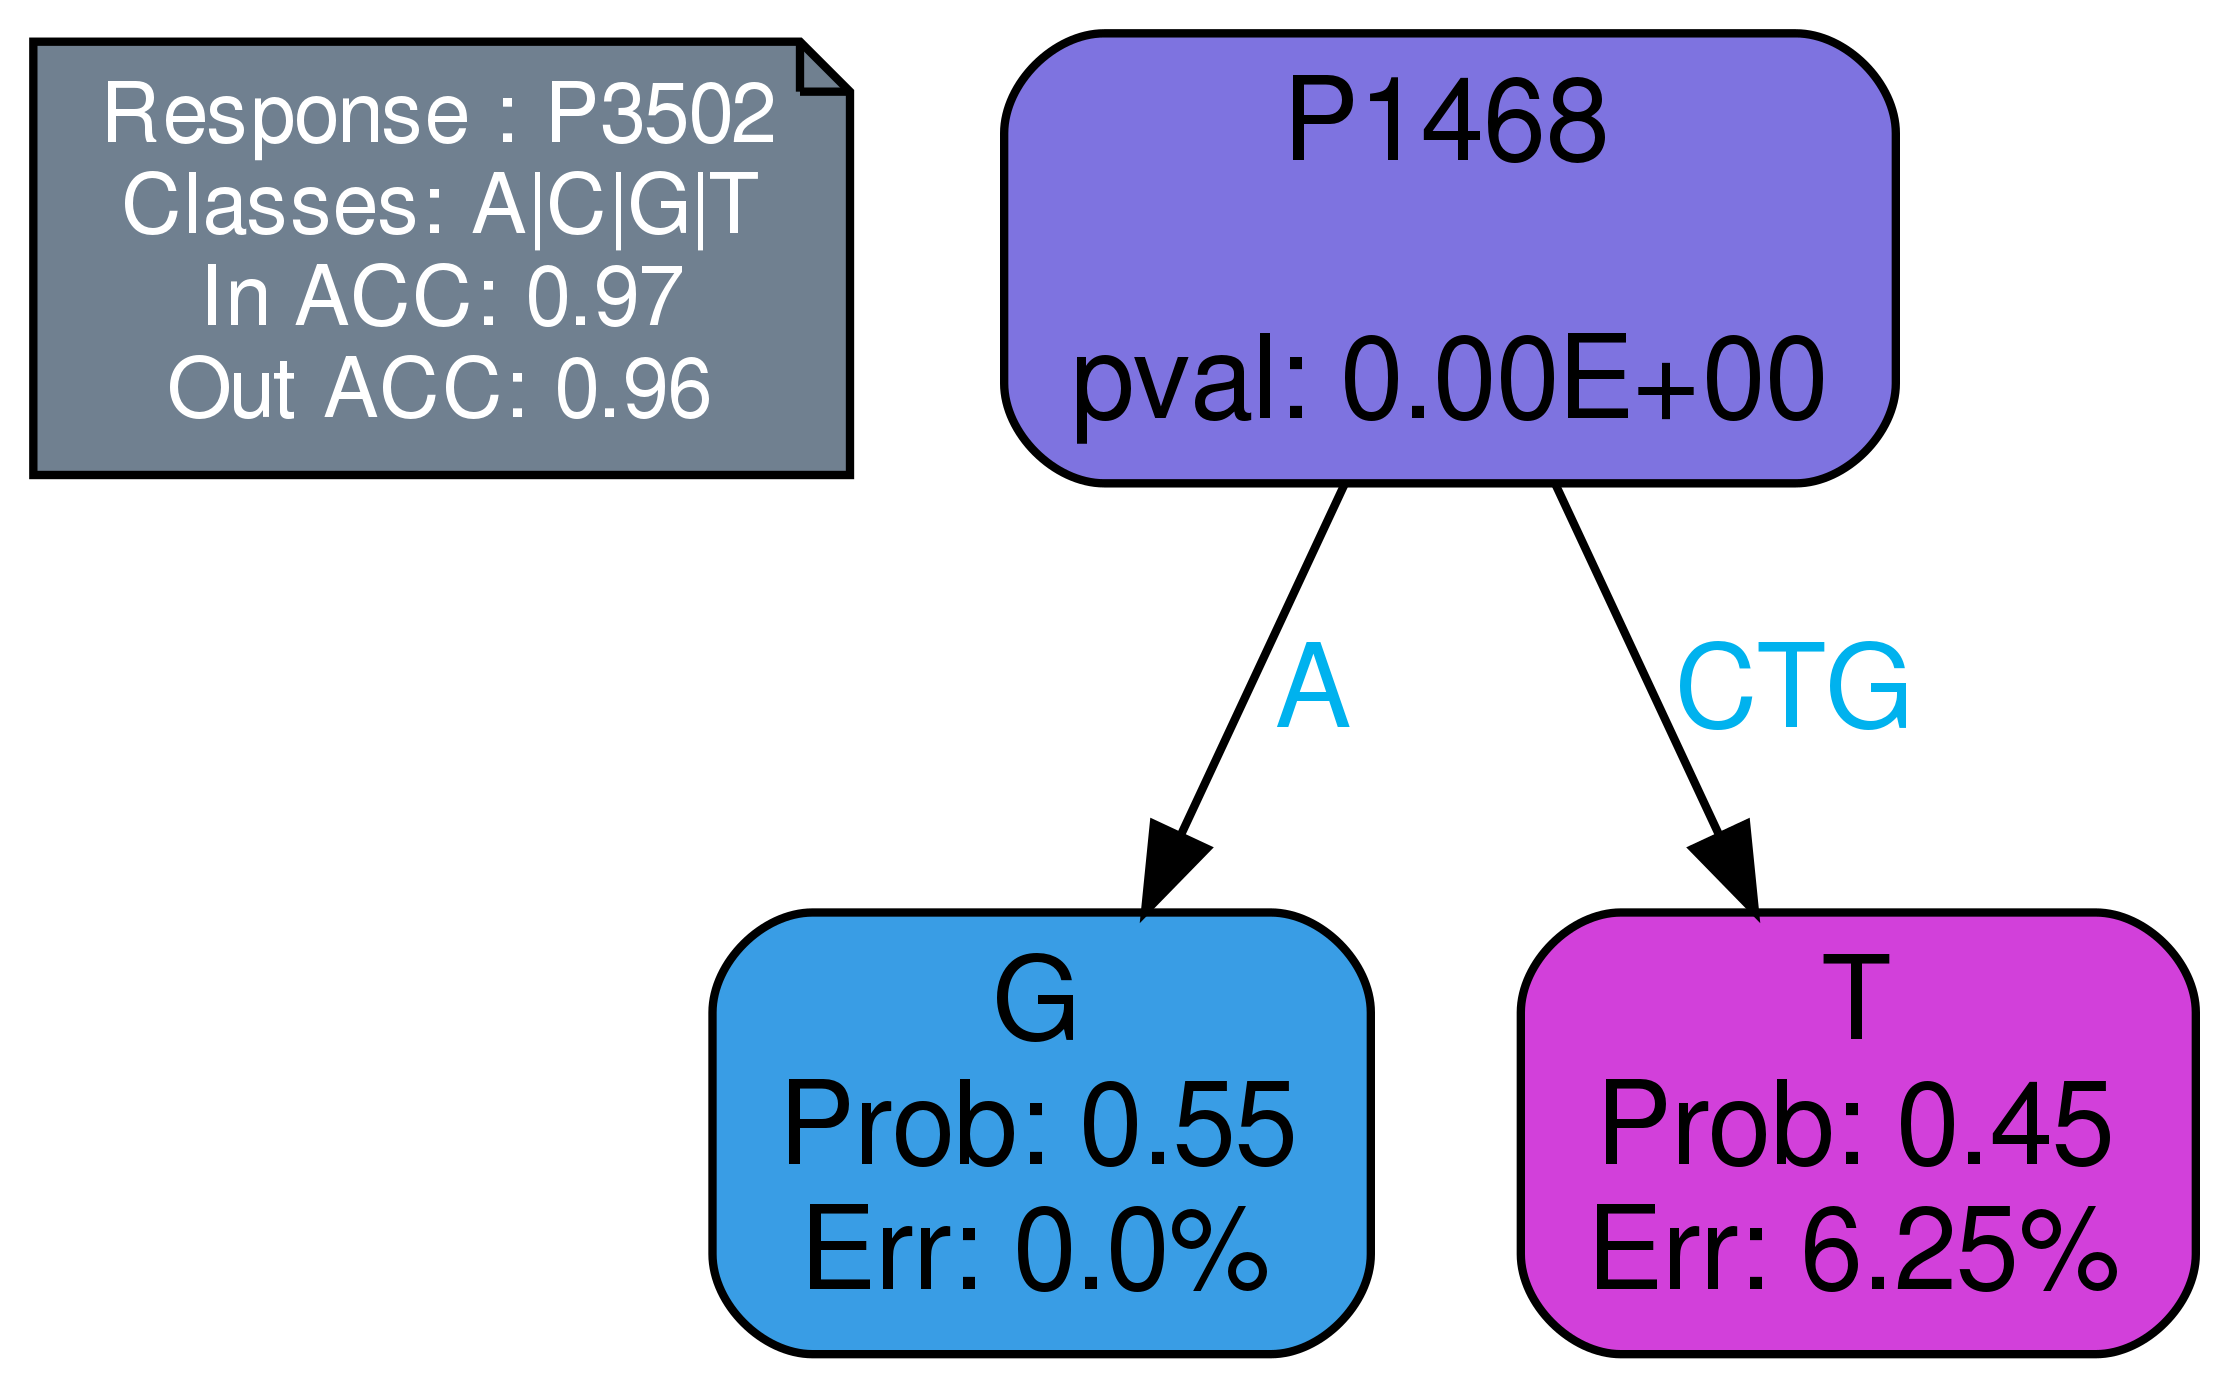 Response : P3502
Classes: A|C|G|T
In ACC: 0.97
Out ACC: 0.96
P1468
pval: 0.00E+00
A
CTG
G
Prob: 0.55
Err: 0.0%
T
Prob: 0.45
Err: 6.25%